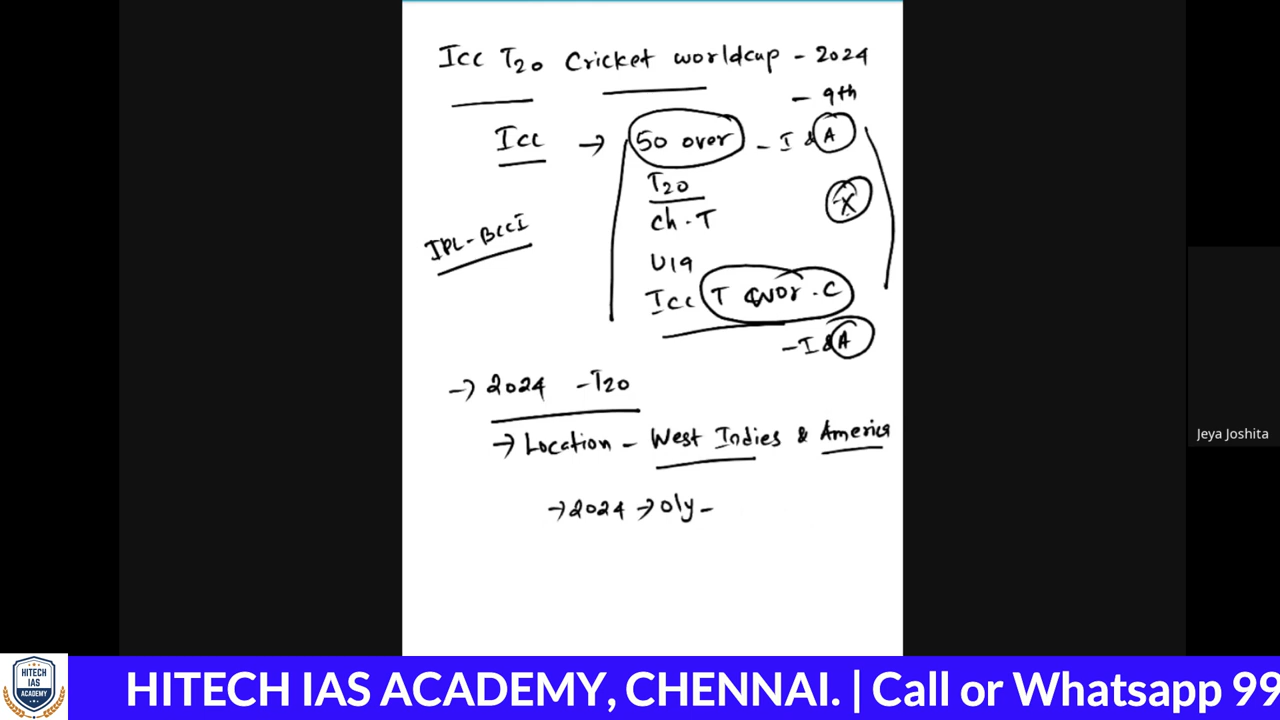 Icc T20 Cricket worldcup - 2024
- 9th
Icc → 50 over - I & A
T20
X
ch - T
IPL - BCCI
U19
Icc T wor . C
- I & A
→ 2024 - T20
→ Location - West Indies & America
→ 2024 → Oly -
Jeya Joshita
HITECH IAS ACADEMY
HITECH IAS ACADEMY, CHENNAI. | Call or Whatsapp 99